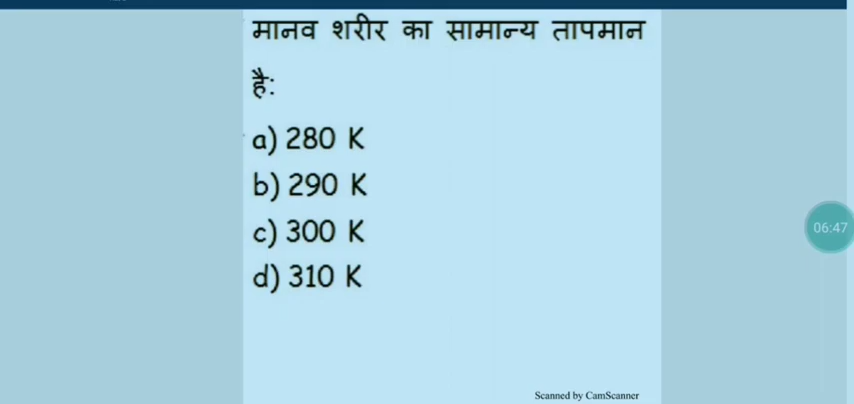 मानव शरीर का सामान्य तापमान
है:
a) 280 K
b) 290 K
c) 300 K
d) 310 K
06:47
Scanned by CamScanner